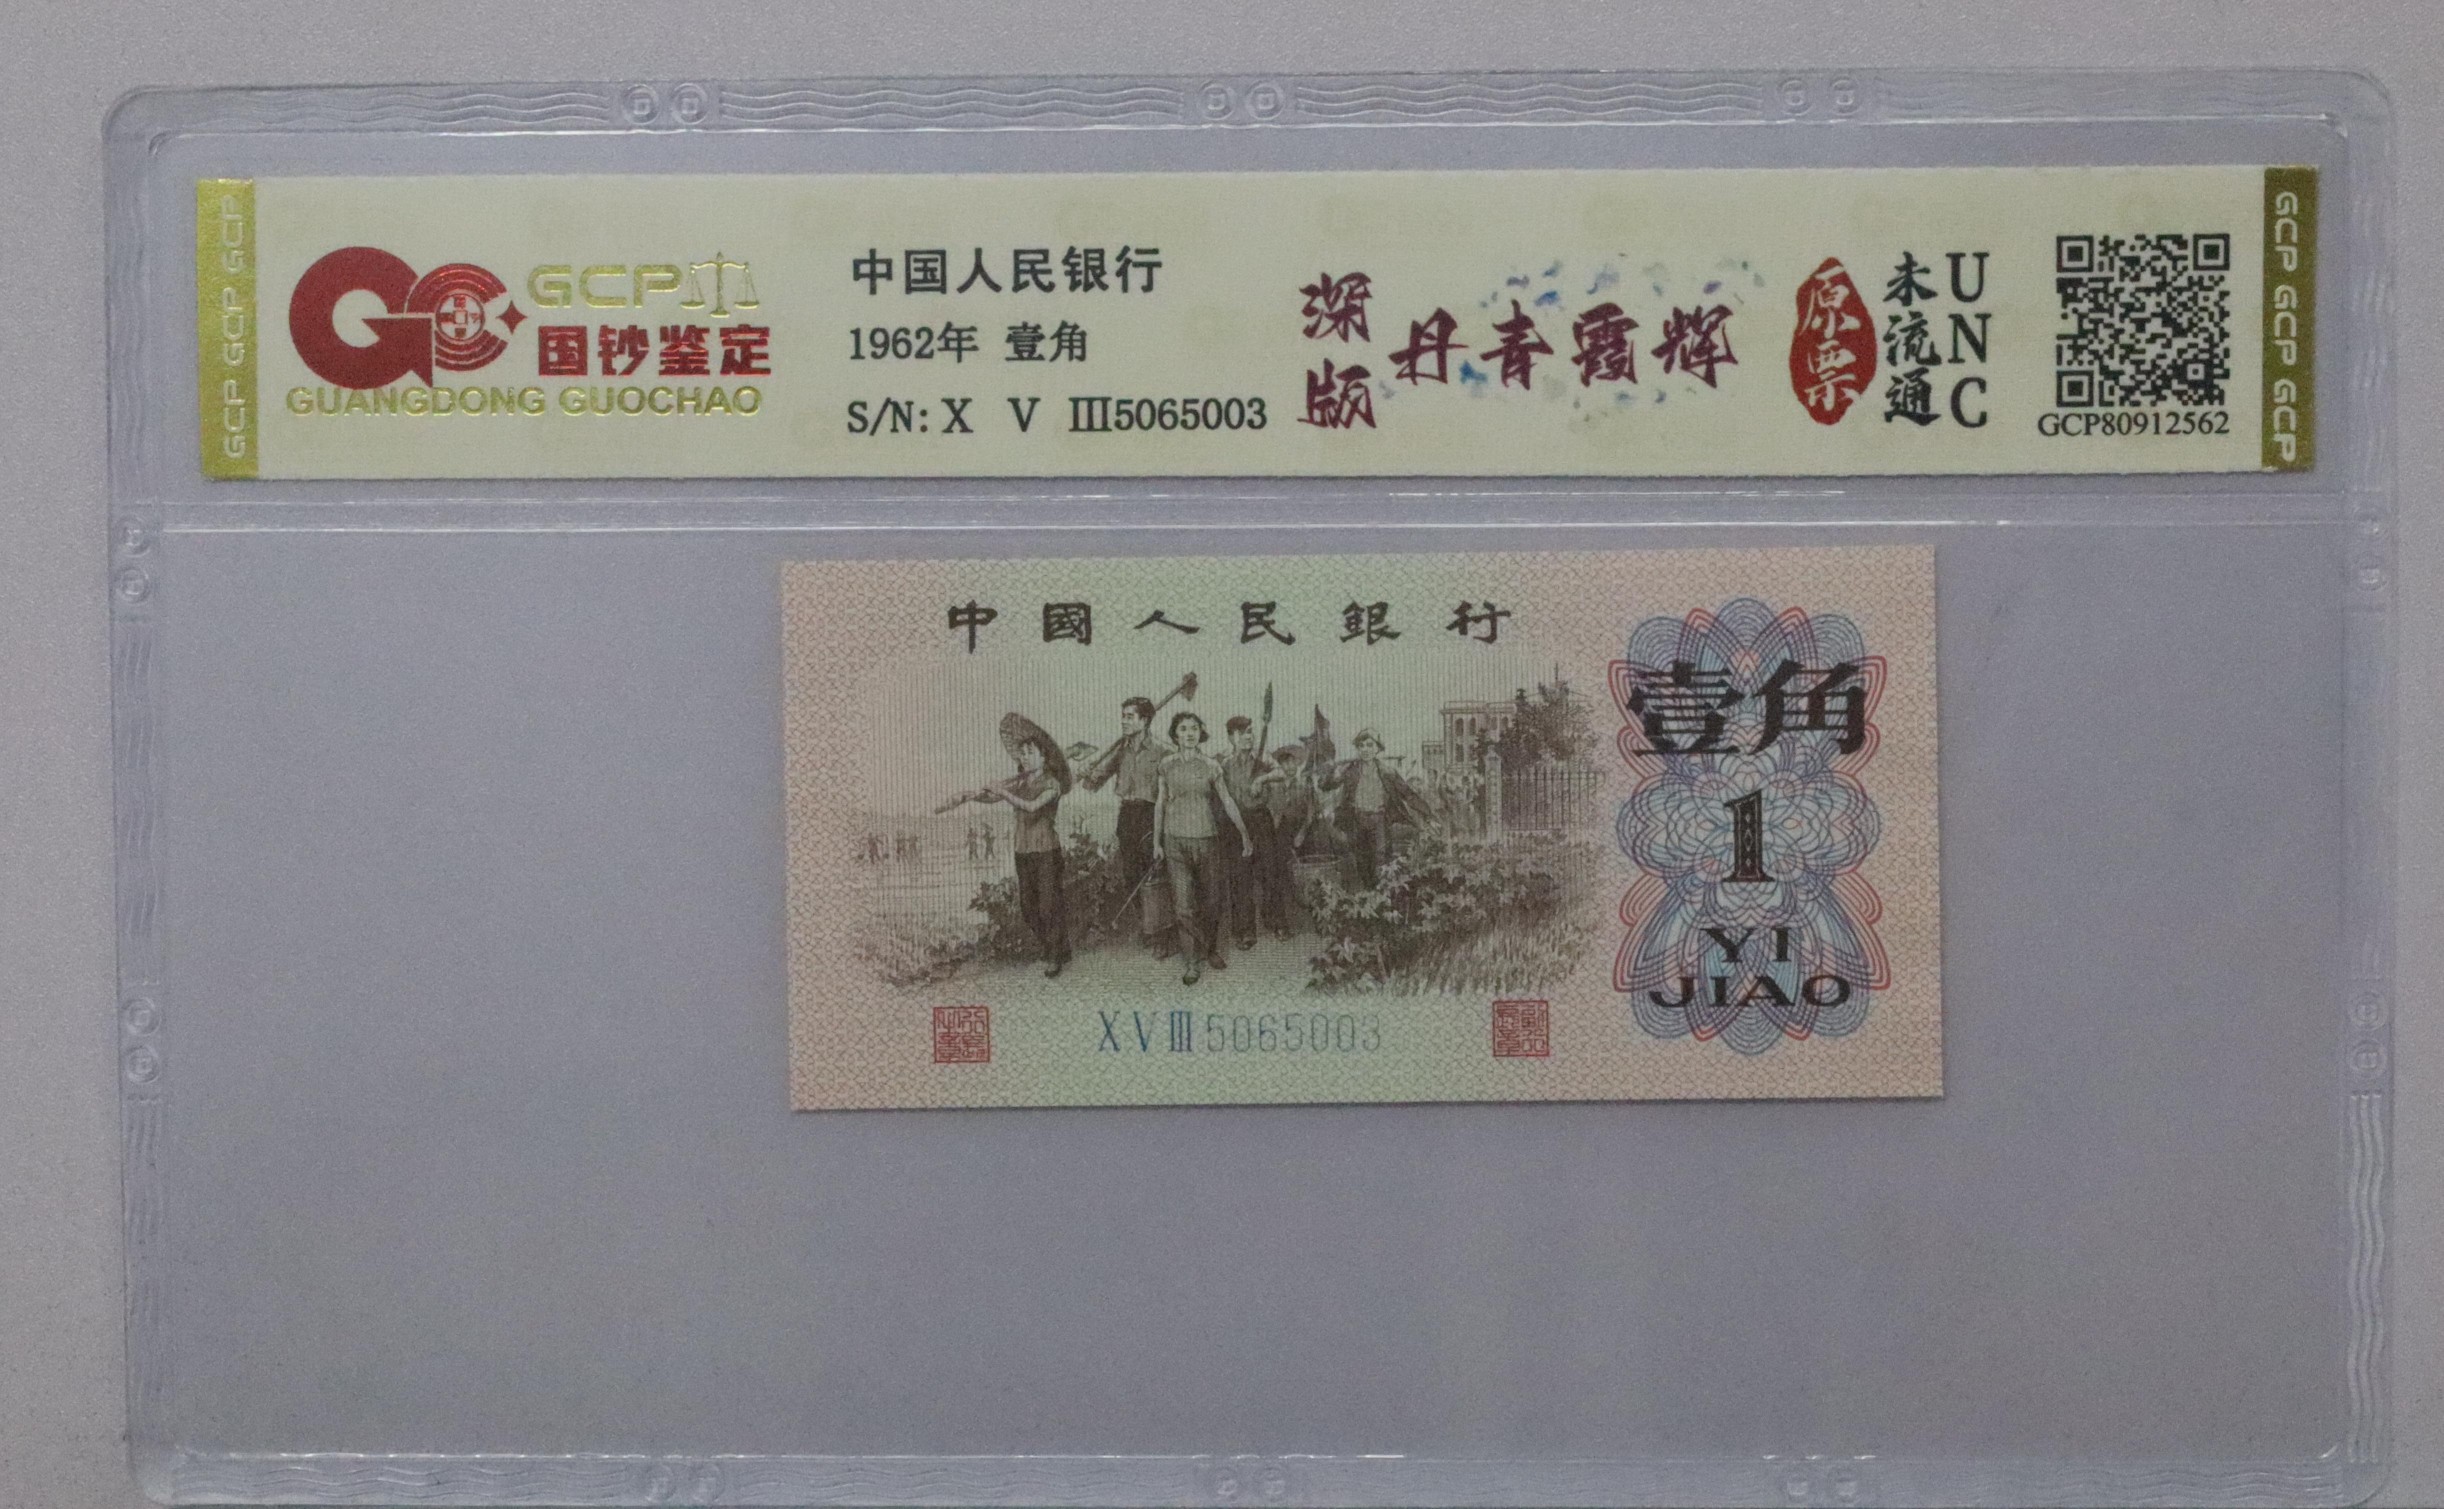 GCP GCP GCP
GCP
国钞鉴定
GUANGDONG GUOCHAO
中国人民银行
1962年 壹角
S/N: X V Ⅲ5065003
深版
丹青霞辉
原票
未流通
UNC
GCP80912562
GCP GCP GCP
中國人民銀行
壹角
1
YI
JIAO
X V Ⅲ 5065003